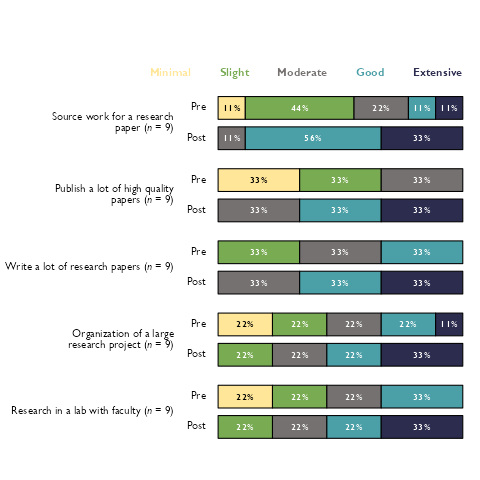 Minimal Slight Moderate Good Extensive
Pre 11% 44% 22% 11% 11%
Source work for a research
paper (n = 9)
Post 11% 56% 33%
Pre 33% 33% 33%
Publish a lot of high quality
papers (n = 9)
Post 33% 33% 33%
Pre 33% 33% 33%
Write a lot of research papers (n = 9)
Post 33% 33% 33%
Pre 22% 22% 22% 22% 11%
Organization of a large
research project (n = 9)
Post 22% 22% 22% 33%
Pre 22% 22% 22% 33%
Research in a lab with faculty (n = 9)
Post 22% 22% 22% 33%